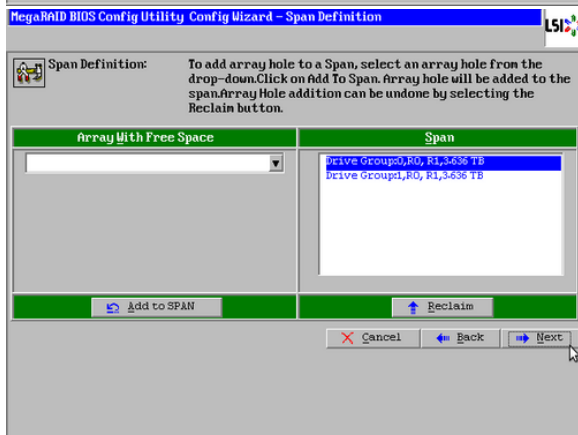 MegaRAID BIOS Config Utility Config Wizard - Span Definition
LSI
Span Definition:
To add array hole to a Span, select an array hole from the
drop-down.Click on Add To Span. Array hole will be added to the
span.Array Hole addition can be undone by selecting the
Reclaim button.
Array With Free Space
Span
Drive Group:0,R0, R1,3.636 TB
Drive Group:1,R0, R1,3.636 TB
Add to SPAN
Reclaim
Cancel
Back
Next